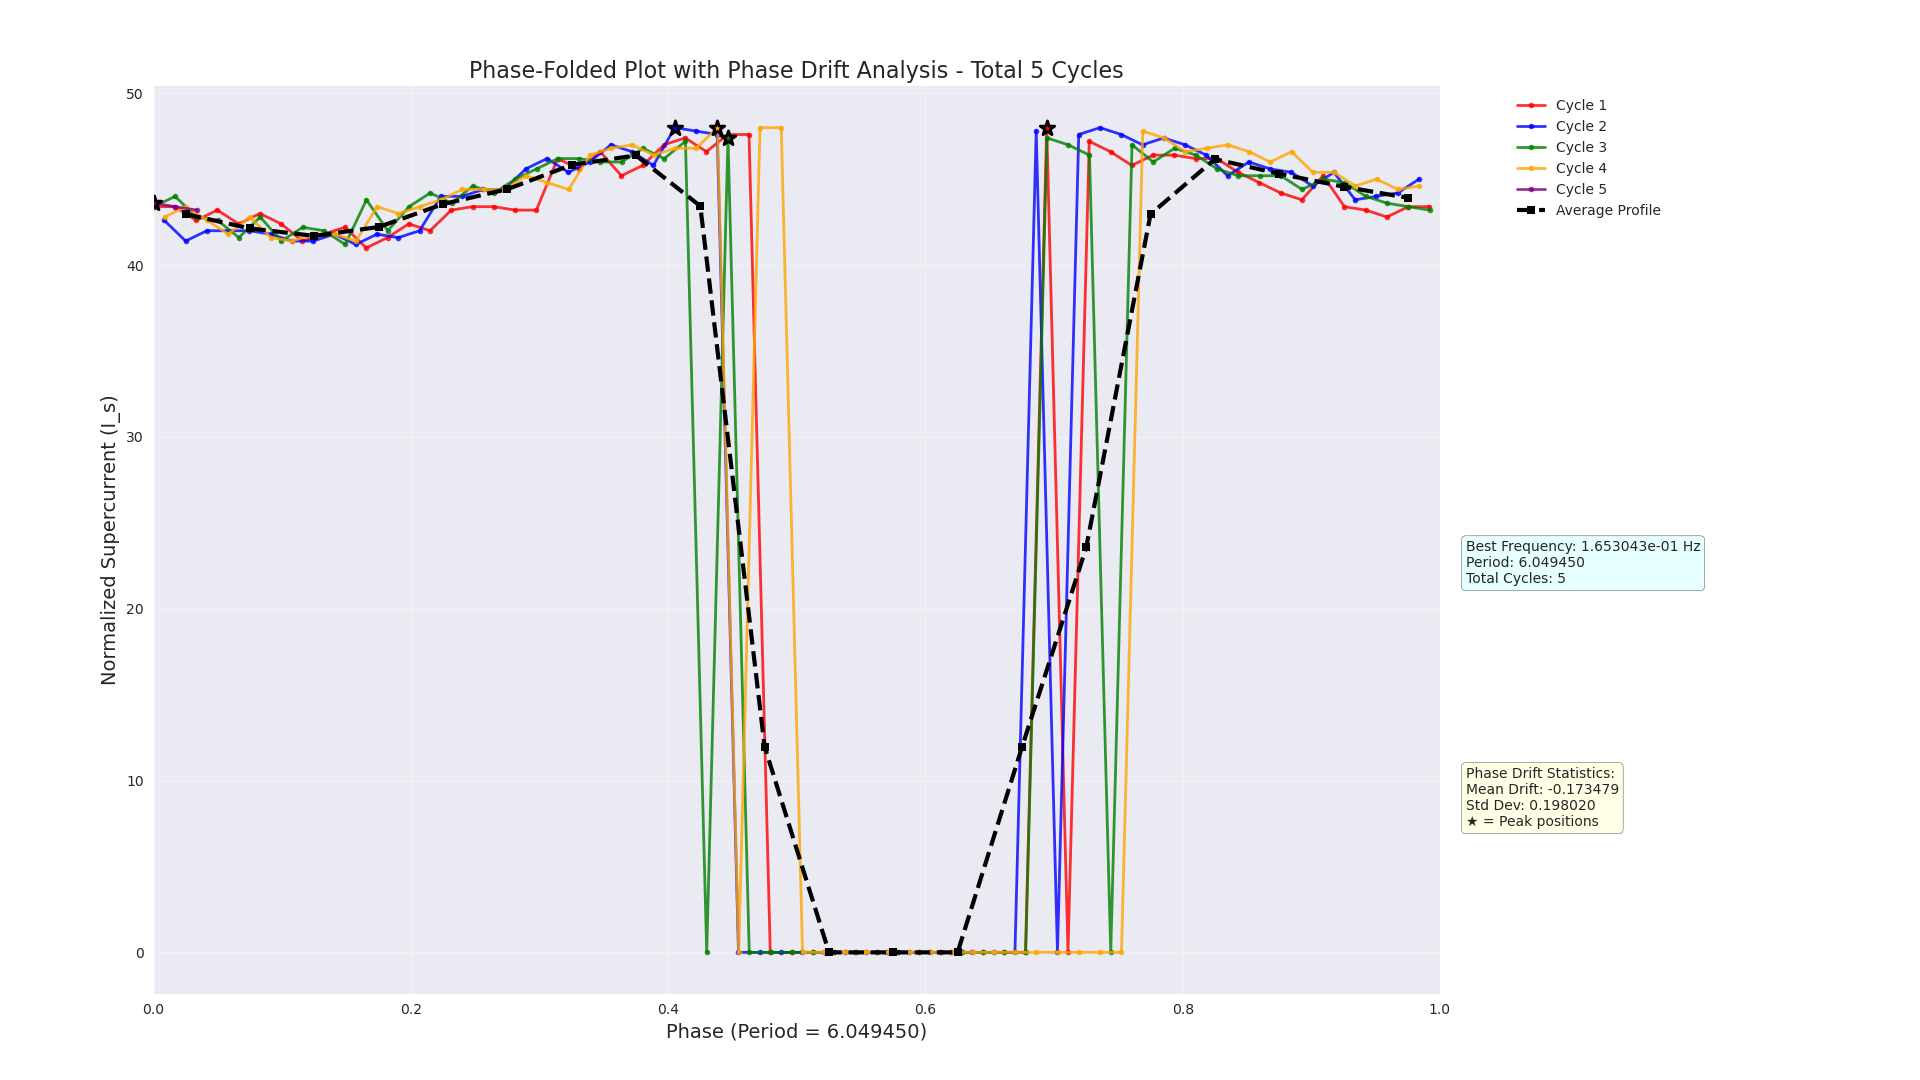 Phase-Folded Plot with Phase Drift Analysis - Total 5 Cycles
Normalized Supercurrent (I_s)
50
40
30
20
10
0
0.0
0.2
0.4
0.6
0.8
1.0
Phase (Period = 6.049450)
Cycle 1
Cycle 2
Cycle 3
Cycle 4
Cycle 5
Average Profile
Best Frequency: 1.653043e-01 Hz
Period: 6.049450
Total Cycles: 5
Phase Drift Statistics:
Mean Drift: -0.173479
Std Dev: 0.198020
★ = Peak positions